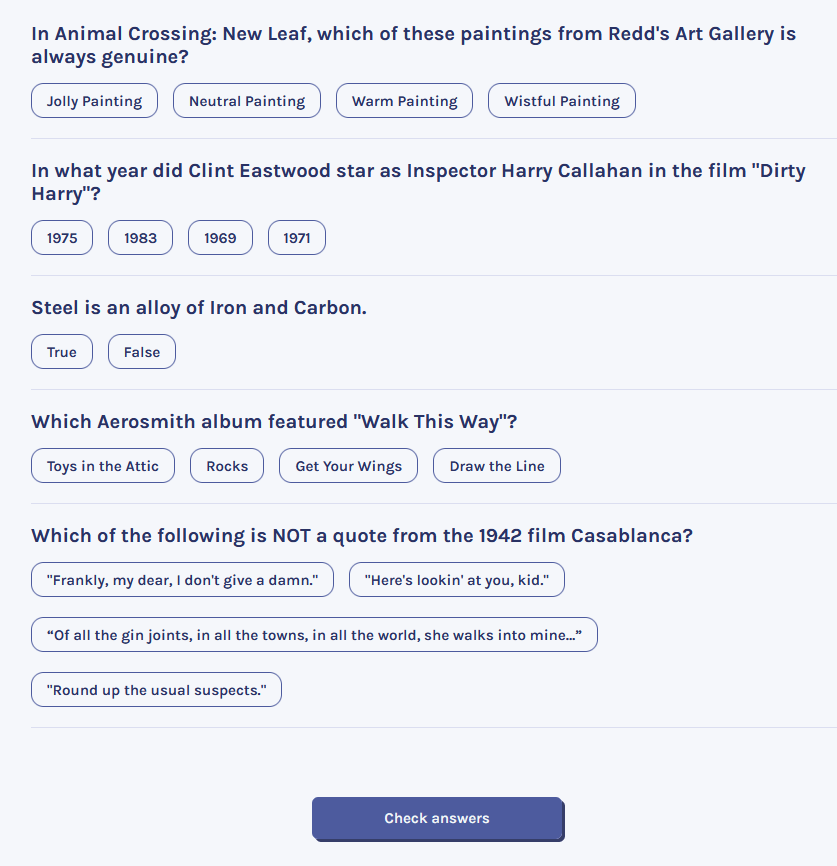 In Animal Crossing: New Leaf, which of these paintings from Redd's Art Gallery is
always genuine?
Jolly Painting Neutral Painting Warm Painting Wistful Painting
In what year did Clint Eastwood star as Inspector Harry Callahan in the film "Dirty
Harry"?
1975 1983 1969 1971
Steel is an alloy of Iron and Carbon.
True False
Which Aerosmith album featured "Walk This Way"?
Toys in the Attic Rocks Get Your Wings Draw the Line
Which of the following is NOT a quote from the 1942 film Casablanca?
"Frankly, my dear, I don't give a damn." "Here's lookin' at you, kid."
“Of all the gin joints, in all the towns, in all the world, she walks into mine…”
"Round up the usual suspects."
Check answers